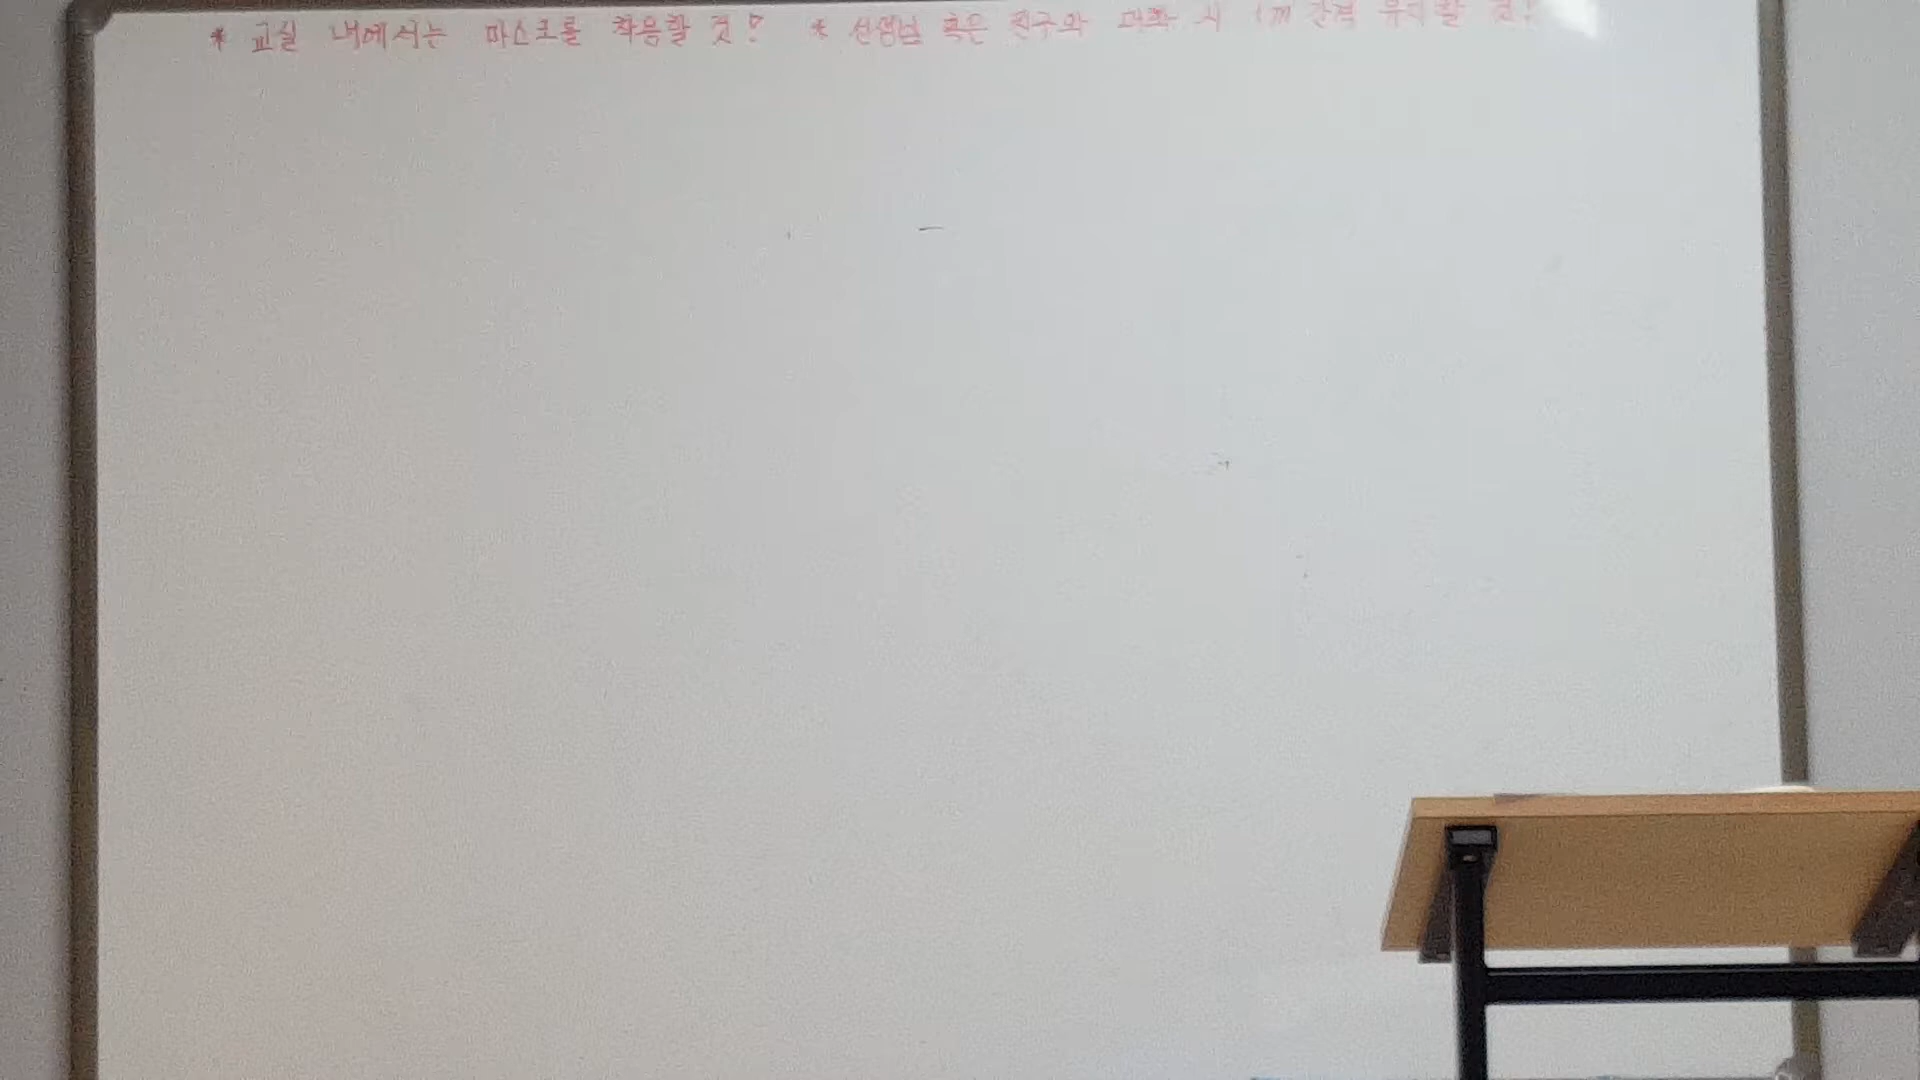 * 교실 내에서는 마스크를 착용할 것! * 선생님 혹은 친구와 대화 시 1m 간격 유지할 것!